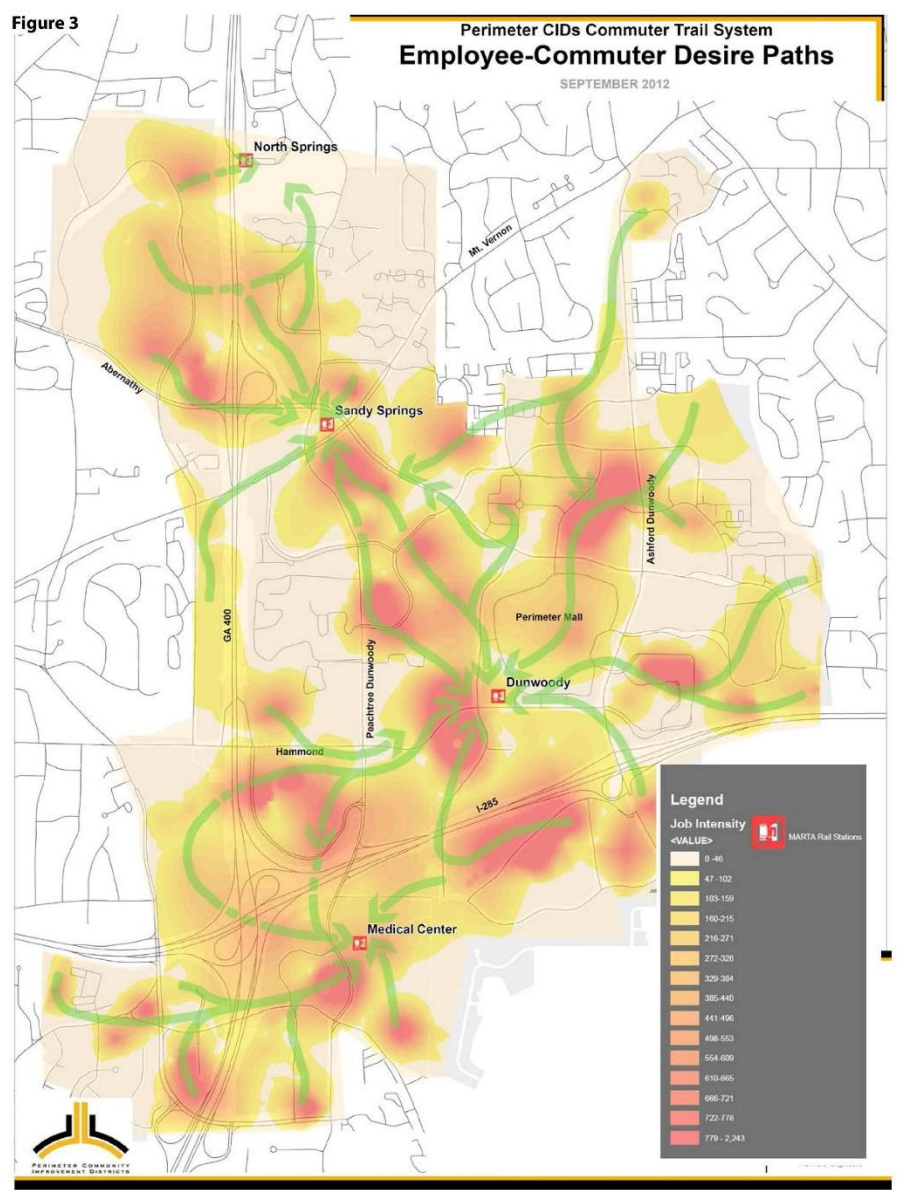 Figure 3
Perimeter CIDs Commuter Trail System
Employee-Commuter Desire Paths
SEPTEMBER 2012
North Springs
Mt. Vernon
Abernathy
Sandy Springs
Ashford Dunwoody
GA 400
Perimeter Mall
Peachtree Dunwoody
Dunwoody
Hammond
I-285
Medical Center
Legend
Job Intensity
<VALUE>
MARTA Rail Stations
0 -46
47 -102
103-159
160-215
216-271
272-328
329-384
385-440
441-496
498-553
554-609
610-665
666-721
722-778
779 - 2,243
PERIMETER COMMUNITY
IMPROVEMENT DISTRICTS